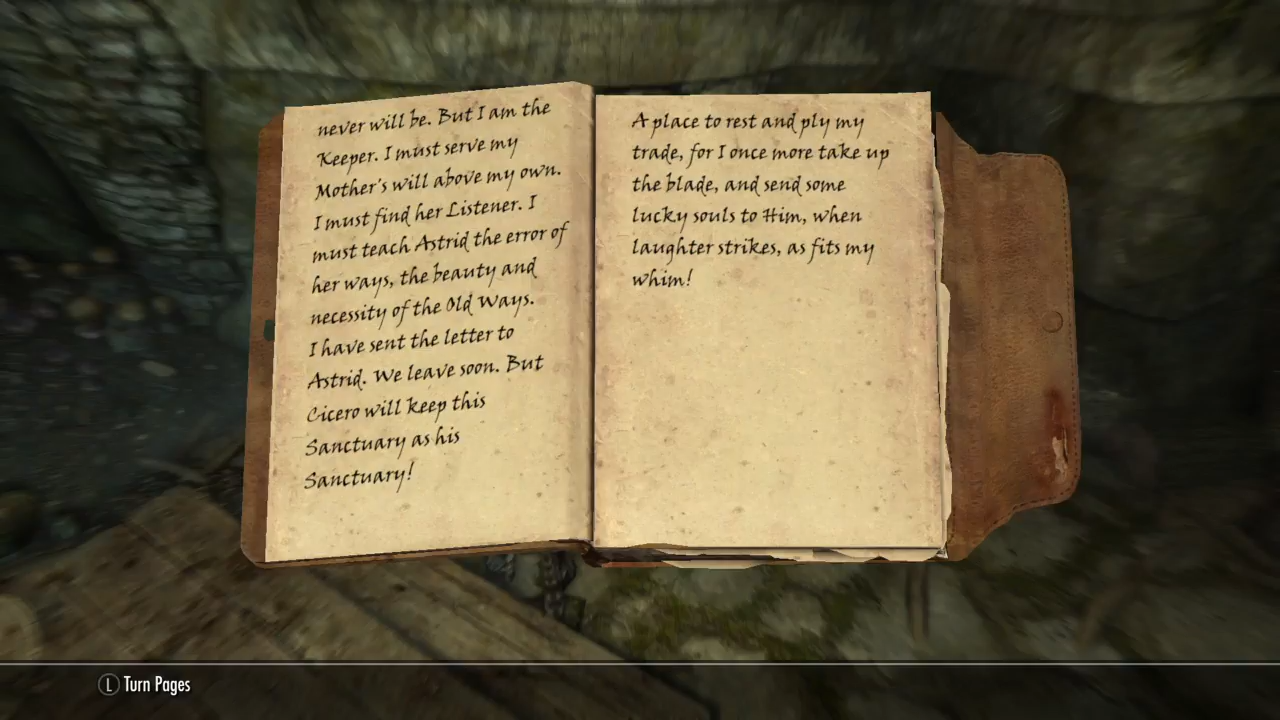 never will be. But I am the
Keeper. I must serve my
Mother's will above my own.
I must find her Listener. I
must teach Astrid the error of
her ways, the beauty and
necessity of the Old Ways.
I have sent the letter to
Astrid. We leave soon. But
Cicero will keep this
Sanctuary as his
Sanctuary!
A place to rest and ply my
trade, for I once more take up
the blade, and send some
lucky souls to Him, when
laughter strikes, as fits my
whim!
L Turn Pages